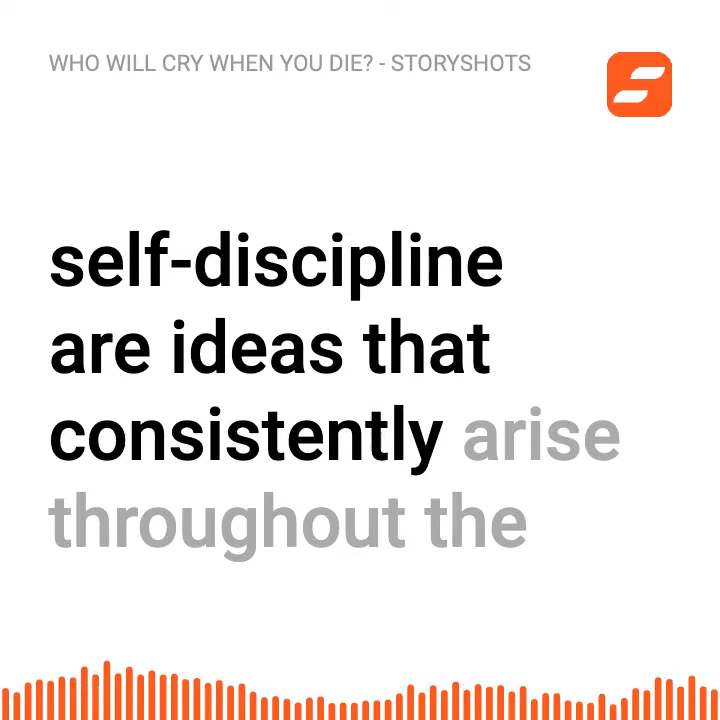 WHO WILL CRY WHEN YOU DIE? - STORYSHOTS
self-discipline
are ideas that
consistently arise
throughout the